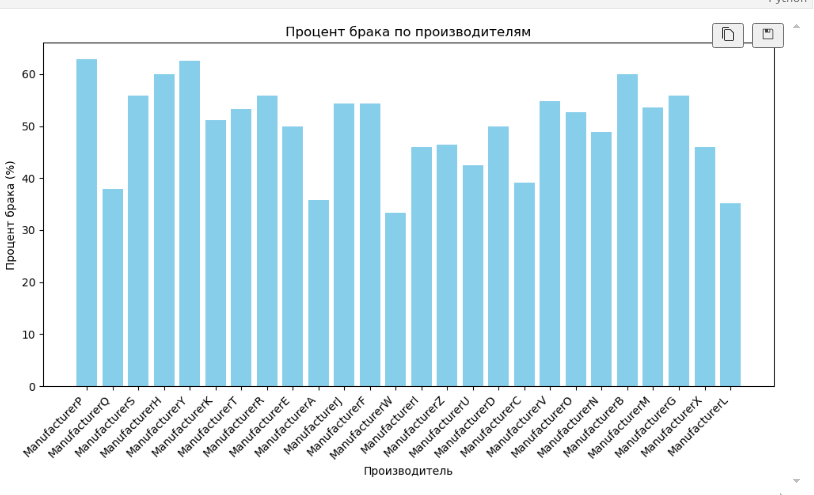 Python
Процент брака по производителям
Процент брака (%)
60
50
40
30
20
10
0
ManufacturerP
ManufacturerQ
ManufacturerS
ManufacturerH
ManufacturerY
ManufacturerK
ManufacturerT
ManufacturerR
ManufacturerE
ManufacturerA
ManufacturerJ
ManufacturerF
ManufacturerW
ManufacturerI
ManufacturerZ
ManufacturerU
ManufacturerD
ManufacturerC
ManufacturerV
ManufacturerO
ManufacturerN
ManufacturerB
ManufacturerM
ManufacturerG
ManufacturerX
ManufacturerL
Производитель